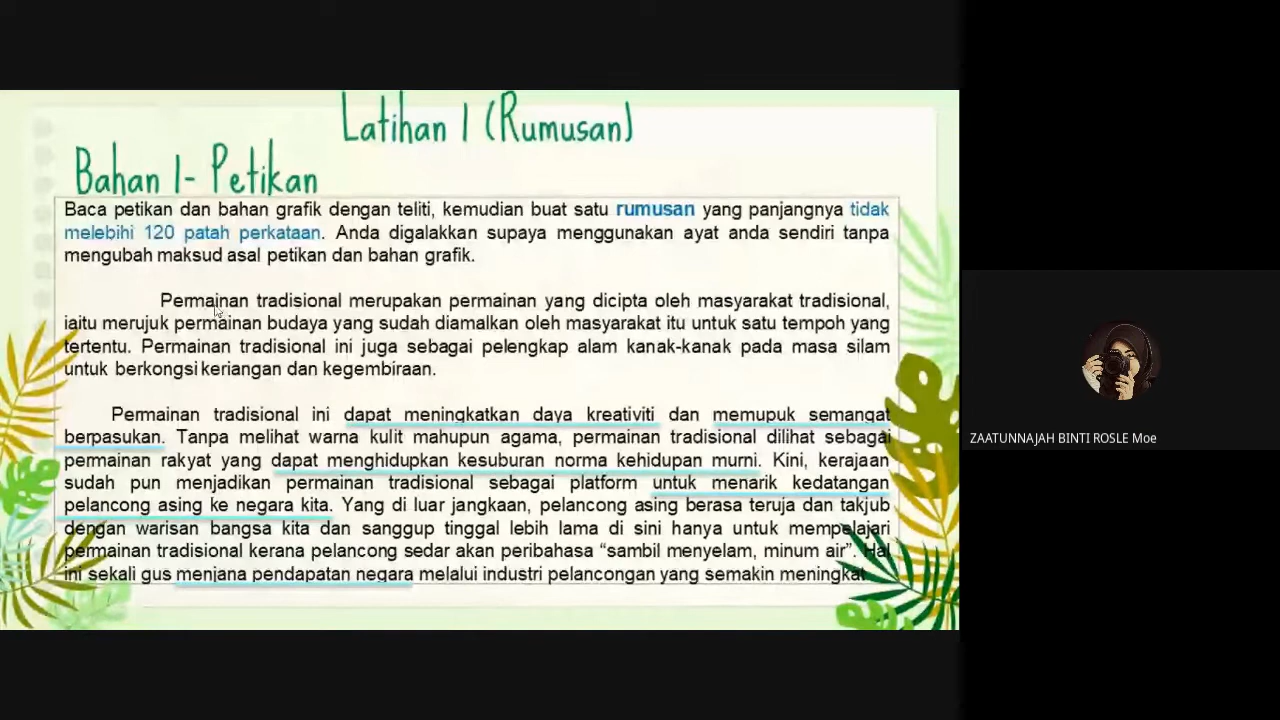 Latihan 1 (Rumusan)
Bahan 1- Petikan
Baca petikan dan bahan grafik dengan teliti, kemudian buat satu rumusan yang panjangnya tidak
melebihi 120 patah perkataan. Anda digalakkan supaya menggunakan ayat anda sendiri tanpa
mengubah maksud asal petikan dan bahan grafik.
Permainan tradisional merupakan permainan yang dicipta oleh masyarakat tradisional,
iaitu merujuk permainan budaya yang sudah diamalkan oleh masyarakat itu untuk satu tempoh yang
tertentu. Permainan tradisional ini juga sebagai pelengkap alam kanak-kanak pada masa silam
untuk berkongsi keriangan dan kegembiraan.
Permainan tradisional ini dapat meningkatkan daya kreativiti dan memupuk semangat
berpasukan. Tanpa melihat warna kulit mahupun agama, permainan tradisional dilihat sebagai
permainan rakyat yang dapat menghidupkan kesuburan norma kehidupan murni. Kini, kerajaan
sudah pun menjadikan permainan tradisional sebagai platform untuk menarik kedatangan
pelancong asing ke negara kita. Yang di luar jangkaan, pelancong asing berasa teruja dan takjub
dengan warisan bangsa kita dan sanggup tinggal lebih lama di sini hanya untuk mempelajari
permainan tradisional kerana pelancong sedar akan peribahasa “sambil menyelam, minum air”. Hal
ini sekali gus menjana pendapatan negara melalui industri pelancongan yang semakin meningkat
ZAATUNNAJAH BINTI ROSLE Moe